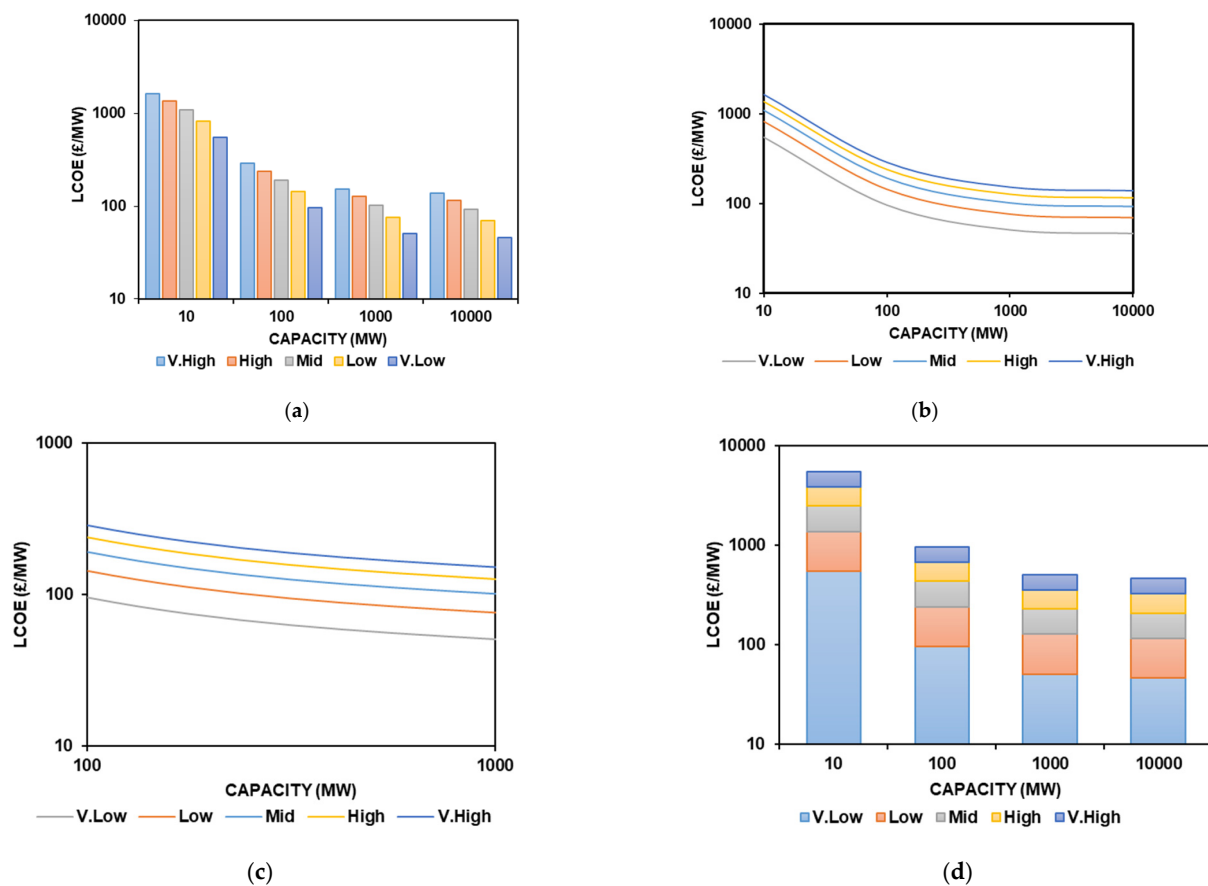 10000
1000
100
10
LCOE (£/MW)
10 100 1000 10000
CAPACITY (MW)
V.High High Mid Low V.Low
(a)
10000
1000
100
10
LCOE (£/MW)
10 100 1000 10000
CAPACITY (MW)
V.Low Low Mid High V.High
(b)
1000
100
10
LCOE (£/MW)
100 1000
CAPACITY (MW)
V.Low Low Mid High V.High
(c)
10000
1000
100
10
LCOE (£/MW)
10 100 1000 10000
CAPACITY (MW)
V.Low Low Mid High V.High
(d)